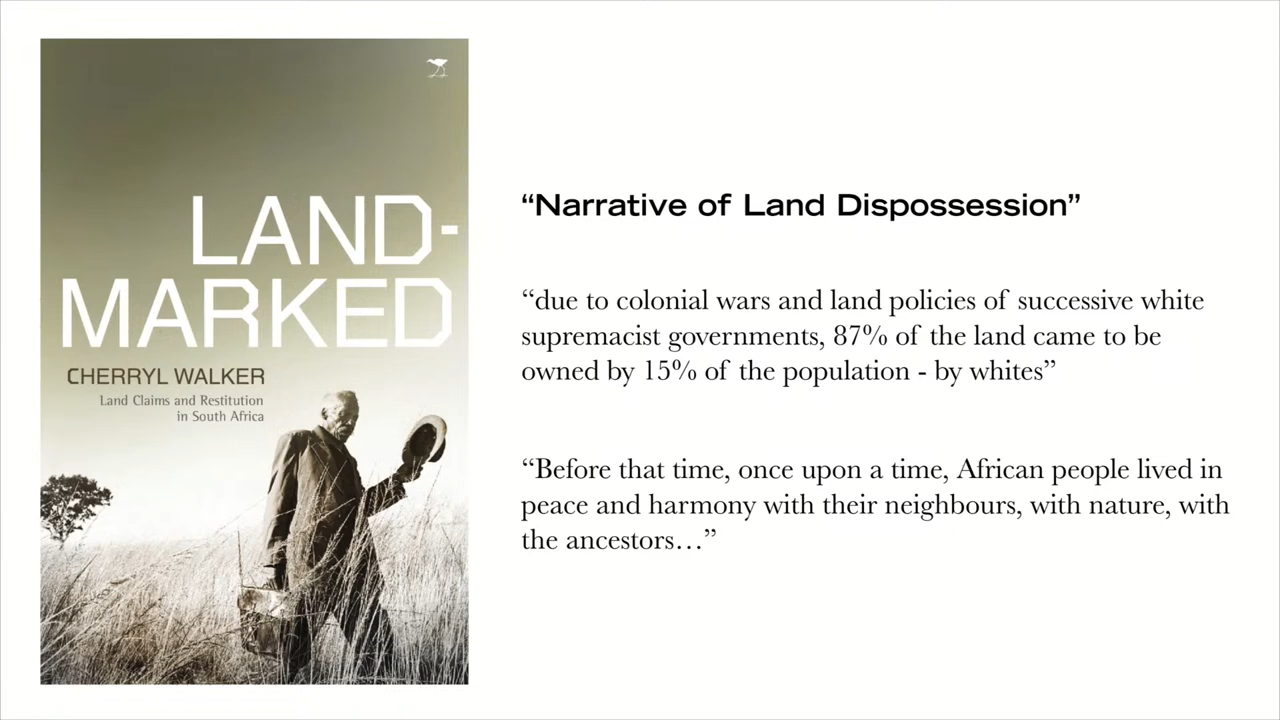 LAND-
MARKED
CHERRYL WALKER
Land Claims and Restitution
in South Africa
“Narrative of Land Dispossession”
“due to colonial wars and land policies of successive white
supremacist governments, 87% of the land came to be
owned by 15% of the population - by whites”
“Before that time, once upon a time, African people lived in
peace and harmony with their neighbours, with nature, with
the ancestors…”